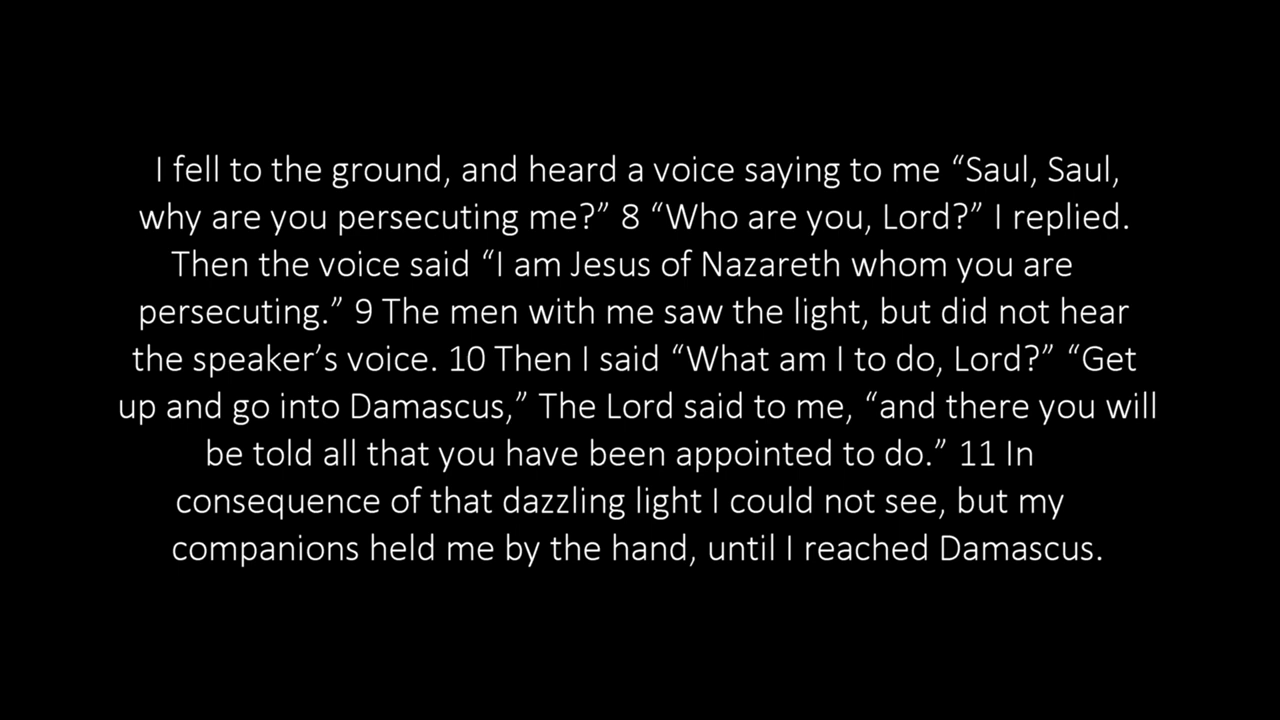 I fell to the ground, and heard a voice saying to me “Saul, Saul,
why are you persecuting me?” 8 “Who are you, Lord?” I replied.
Then the voice said “I am Jesus of Nazareth whom you are
persecuting.” 9 The men with me saw the light, but did not hear
the speaker’s voice. 10 Then I said “What am I to do, Lord?” “Get
up and go into Damascus,” The Lord said to me, “and there you will
be told all that you have been appointed to do.” 11 In
consequence of that dazzling light I could not see, but my
companions held me by the hand, until I reached Damascus.